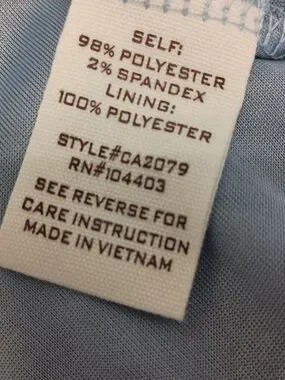 SELF:
98% POLYESTER
2% SPANDEX
LINING:
100% POLYESTER
STYLE#CA2079
RN#104403
SEE REVERSE FOR
CARE INSTRUCTION
MADE IN VIETNAM